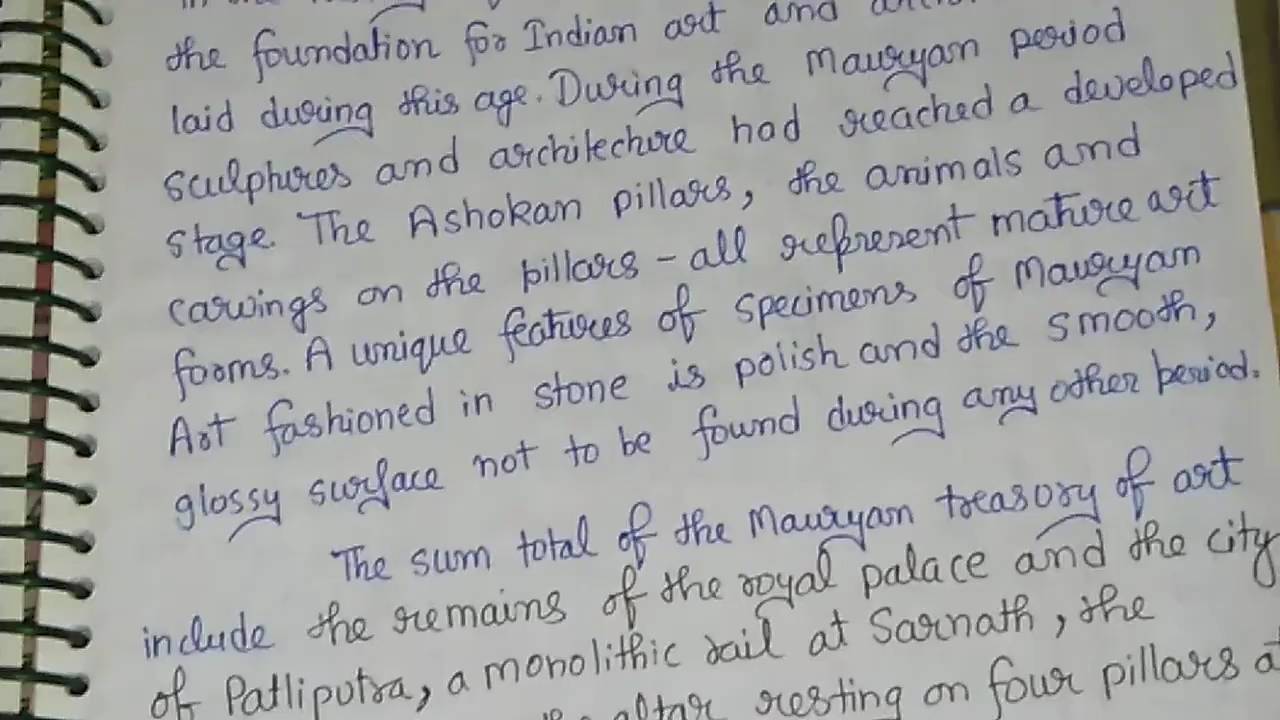 the foundation for Indian art and
laid during this age. During the Mauryan period
sculptures and architechure had reached a developed
stage. The Ashokan pillars, the animals and
carvings on the pillars - all represent mature art
forms. A unique features of specimens of Mauryan
Art fashioned in stone is polish and the smooth,
glossy surface not to be found during any other period.
The sum total of the Mauryan treasory of art
include the remains of the royal palace and the city
of Patliputra, a monolithic rail at Sarnath, the
altar resting on four pillars at